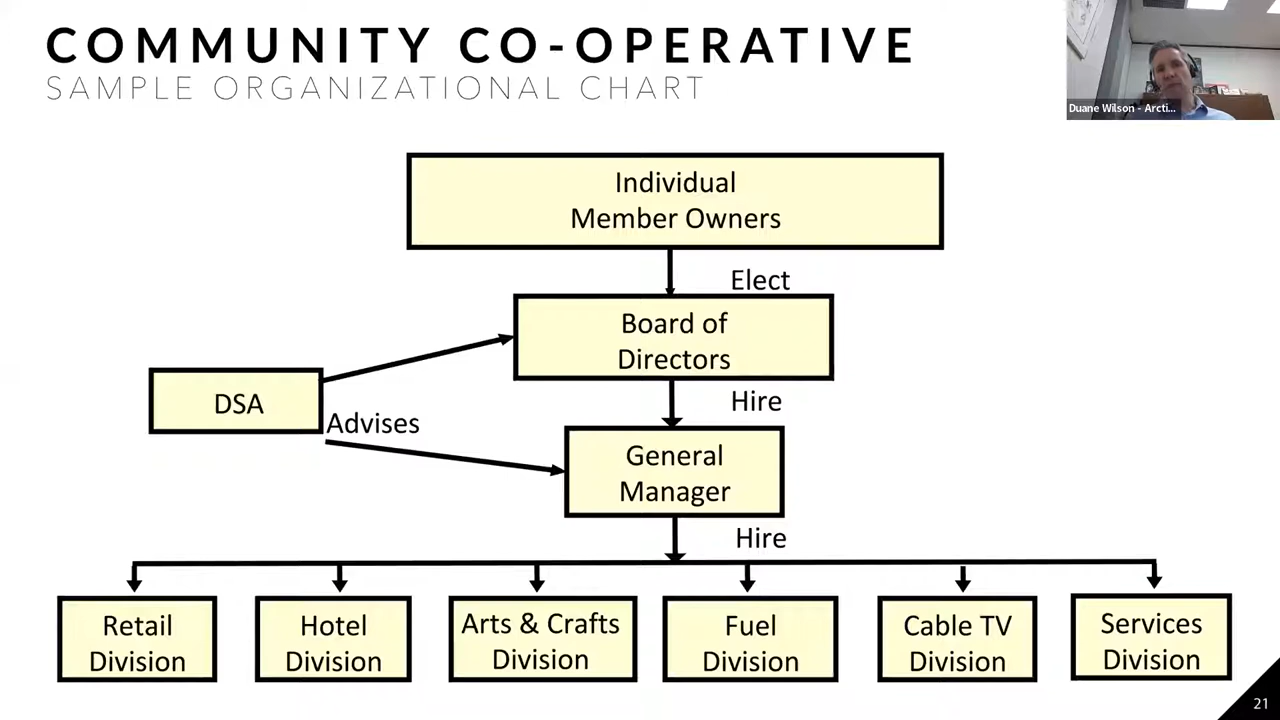 COMMUNITY CO-OPERATIVE
SAMPLE ORGANIZATIONAL CHART
Duane Wilson - Arcti...
Individual
Member Owners
Elect
Board of
Directors
DSA
Advises
Hire
General
Manager
Hire
Retail
Division
Hotel
Division
Arts & Crafts
Division
Fuel
Division
Cable TV
Division
Services
Division
21